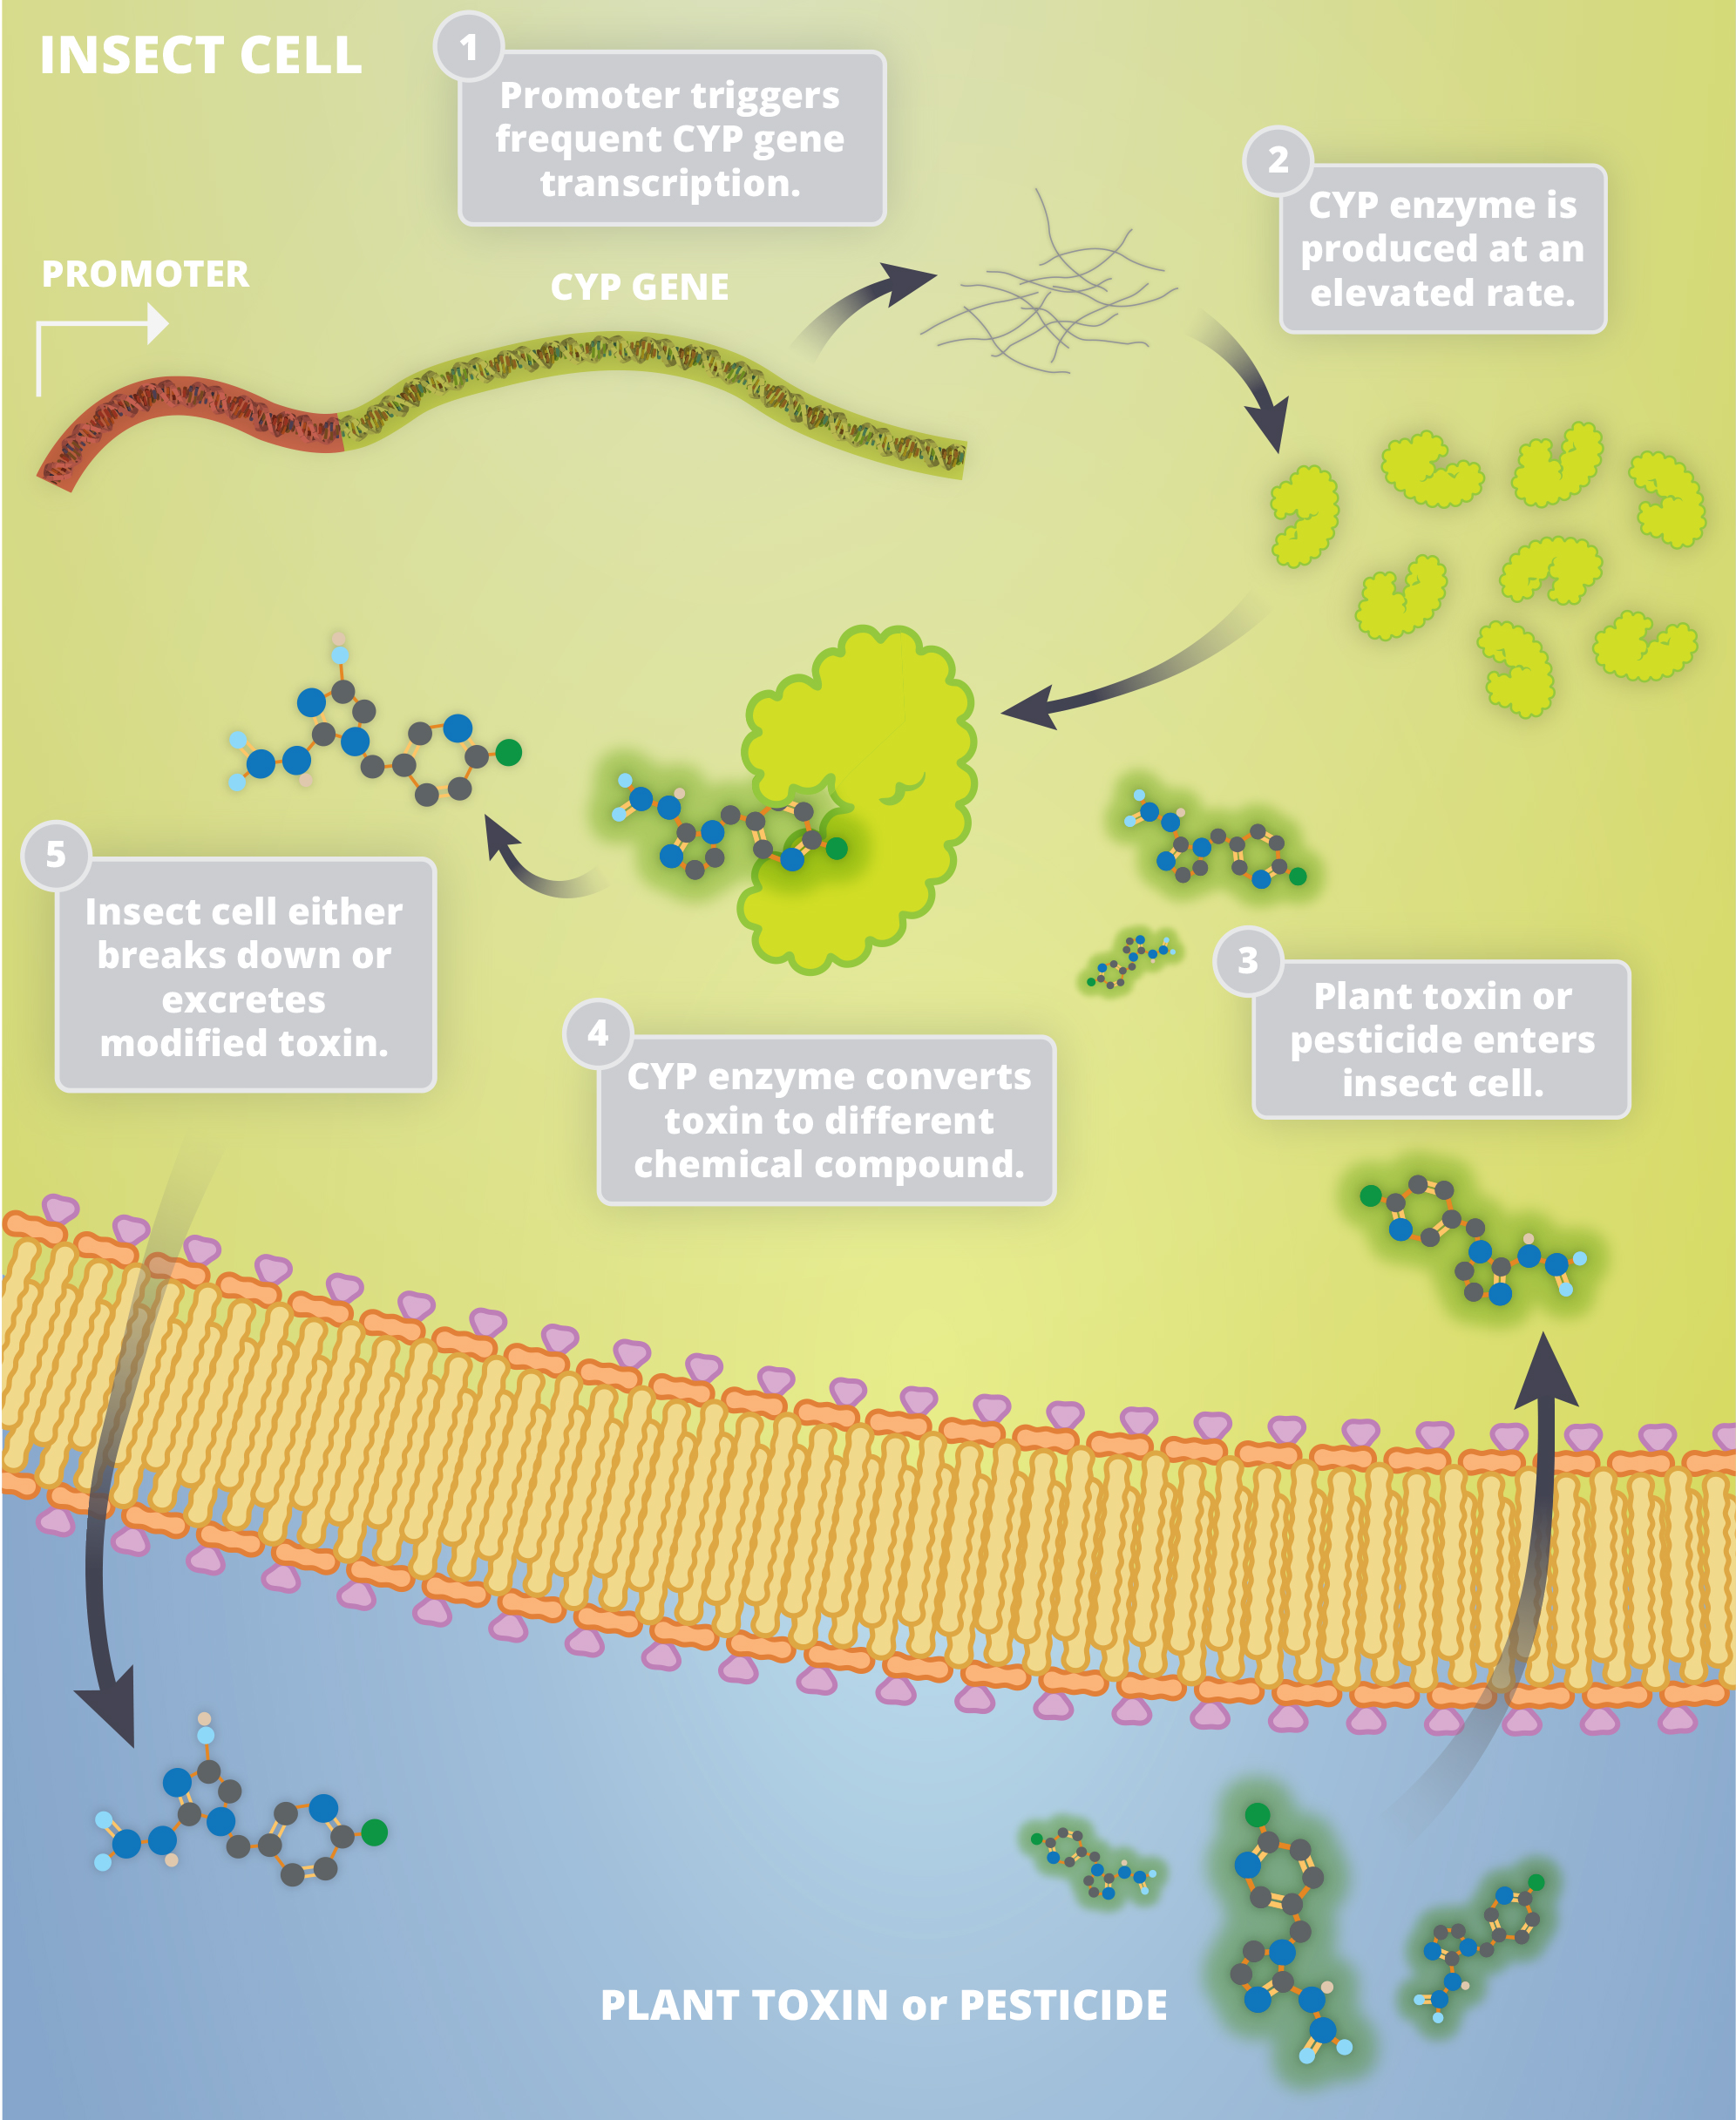 INSECT CELL
1
Promoter triggers
frequent CYP gene
transcription.
2
CYP enzyme is
produced at an
elevated rate.
PROMOTER
CYP GENE
3
Plant toxin or
pesticide enters
insect cell.
4
CYP enzyme converts
toxin to different
chemical compound.
5
Insect cell either
breaks down or
excretes
modified toxin.
PLANT TOXIN or PESTICIDE